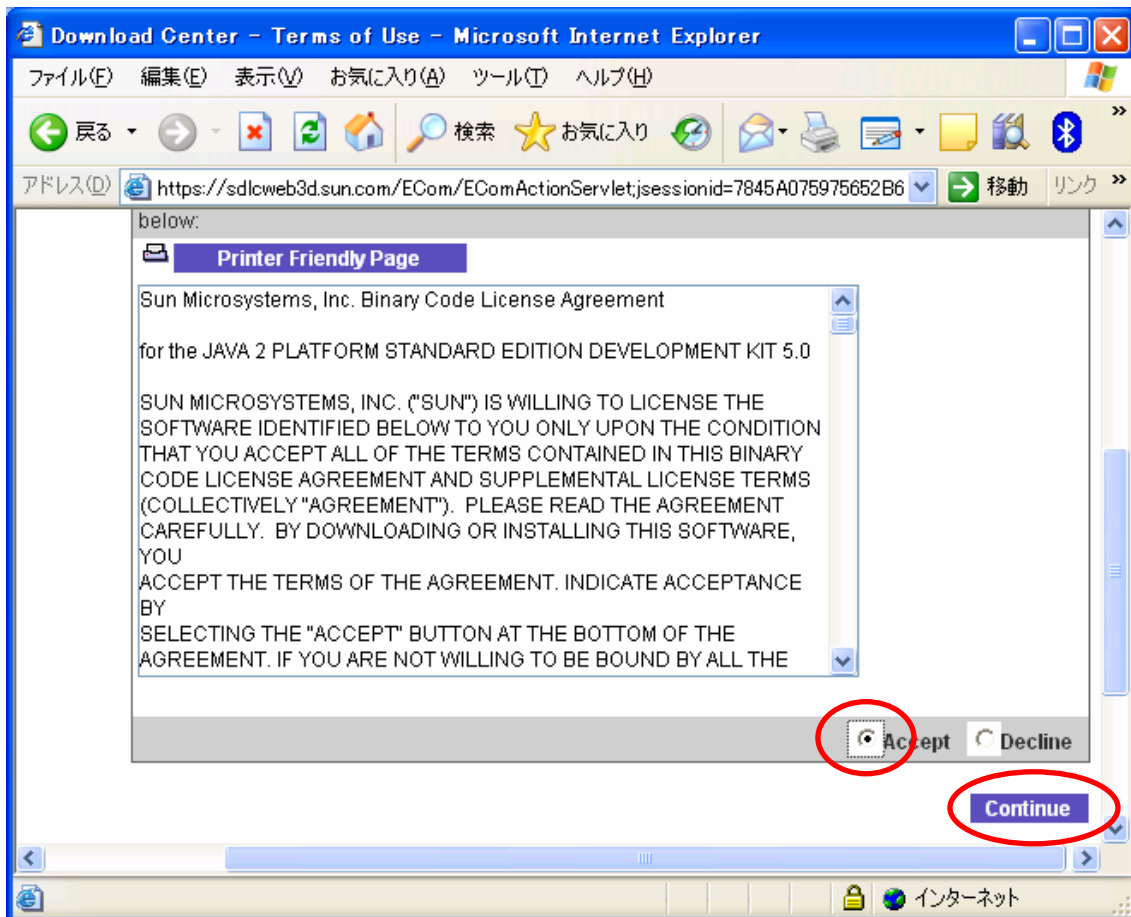 Download Center - Terms of Use - Microsoft Internet Explorer
ファイル(F) 編集(E) 表示(V) お気に入り(A) ツール(T) ヘルプ(H)
戻る 検索 お気に入り »
アドレス(D) https://sdlcweb3d.sun.com/ECom/EComActionServlet;jsessionid=7845A075975652B6 移動 リンク »
below:
Printer Friendly Page
Sun Microsystems, Inc. Binary Code License Agreement
for the JAVA 2 PLATFORM STANDARD EDITION DEVELOPMENT KIT 5.0
SUN MICROSYSTEMS, INC. ("SUN") IS WILLING TO LICENSE THE
SOFTWARE IDENTIFIED BELOW TO YOU ONLY UPON THE CONDITION
THAT YOU ACCEPT ALL OF THE TERMS CONTAINED IN THIS BINARY
CODE LICENSE AGREEMENT AND SUPPLEMENTAL LICENSE TERMS
(COLLECTIVELY "AGREEMENT"). PLEASE READ THE AGREEMENT
CAREFULLY. BY DOWNLOADING OR INSTALLING THIS SOFTWARE,
YOU
ACCEPT THE TERMS OF THE AGREEMENT. INDICATE ACCEPTANCE
BY
SELECTING THE "ACCEPT" BUTTON AT THE BOTTOM OF THE
AGREEMENT. IF YOU ARE NOT WILLING TO BE BOUND BY ALL THE
Accept Decline
Continue
インターネット